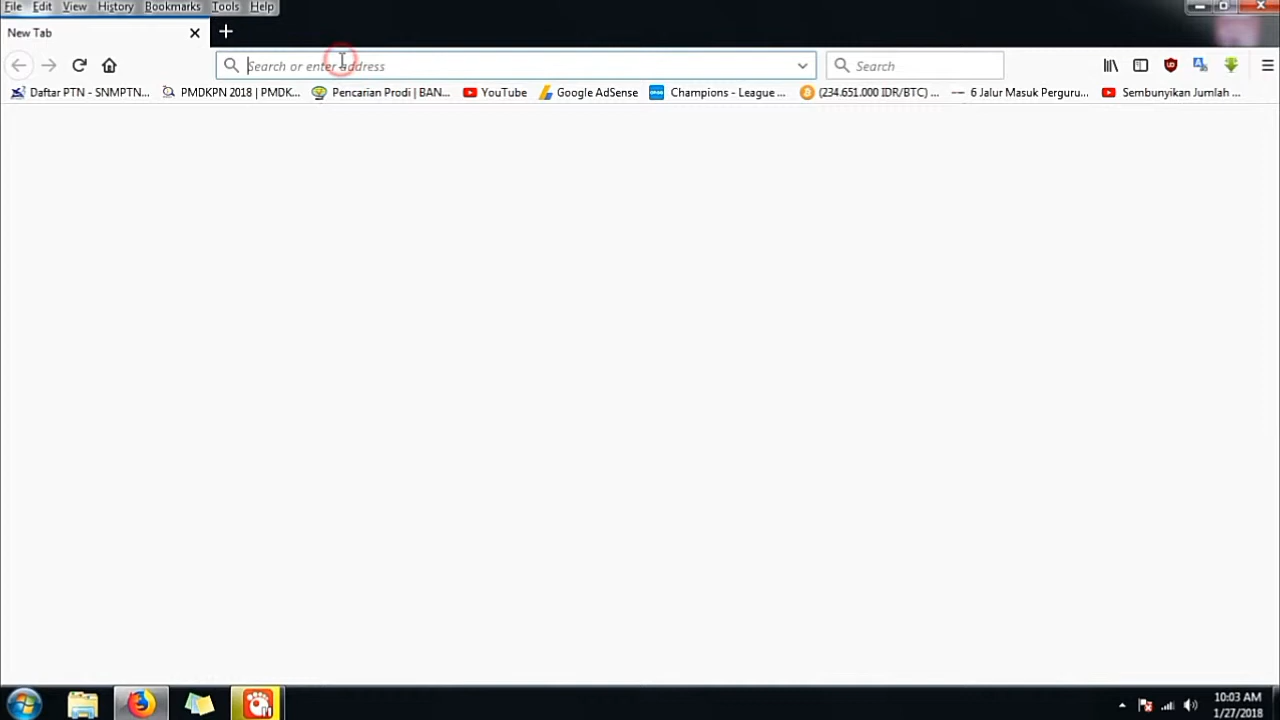 File Edit View History Bookmarks Tools Help
New Tab
Search or enter address
Search
Daftar PTN - SNMPTN... PMDKPN 2018 | PMDK... Pencarian Prodi | BAN... YouTube Google AdSense Champions - League ... (234.651.000 IDR/BTC) ... 6 Jalur Masuk Perguru... Sembunyikan Jumlah ...
10:03 AM
1/27/2018